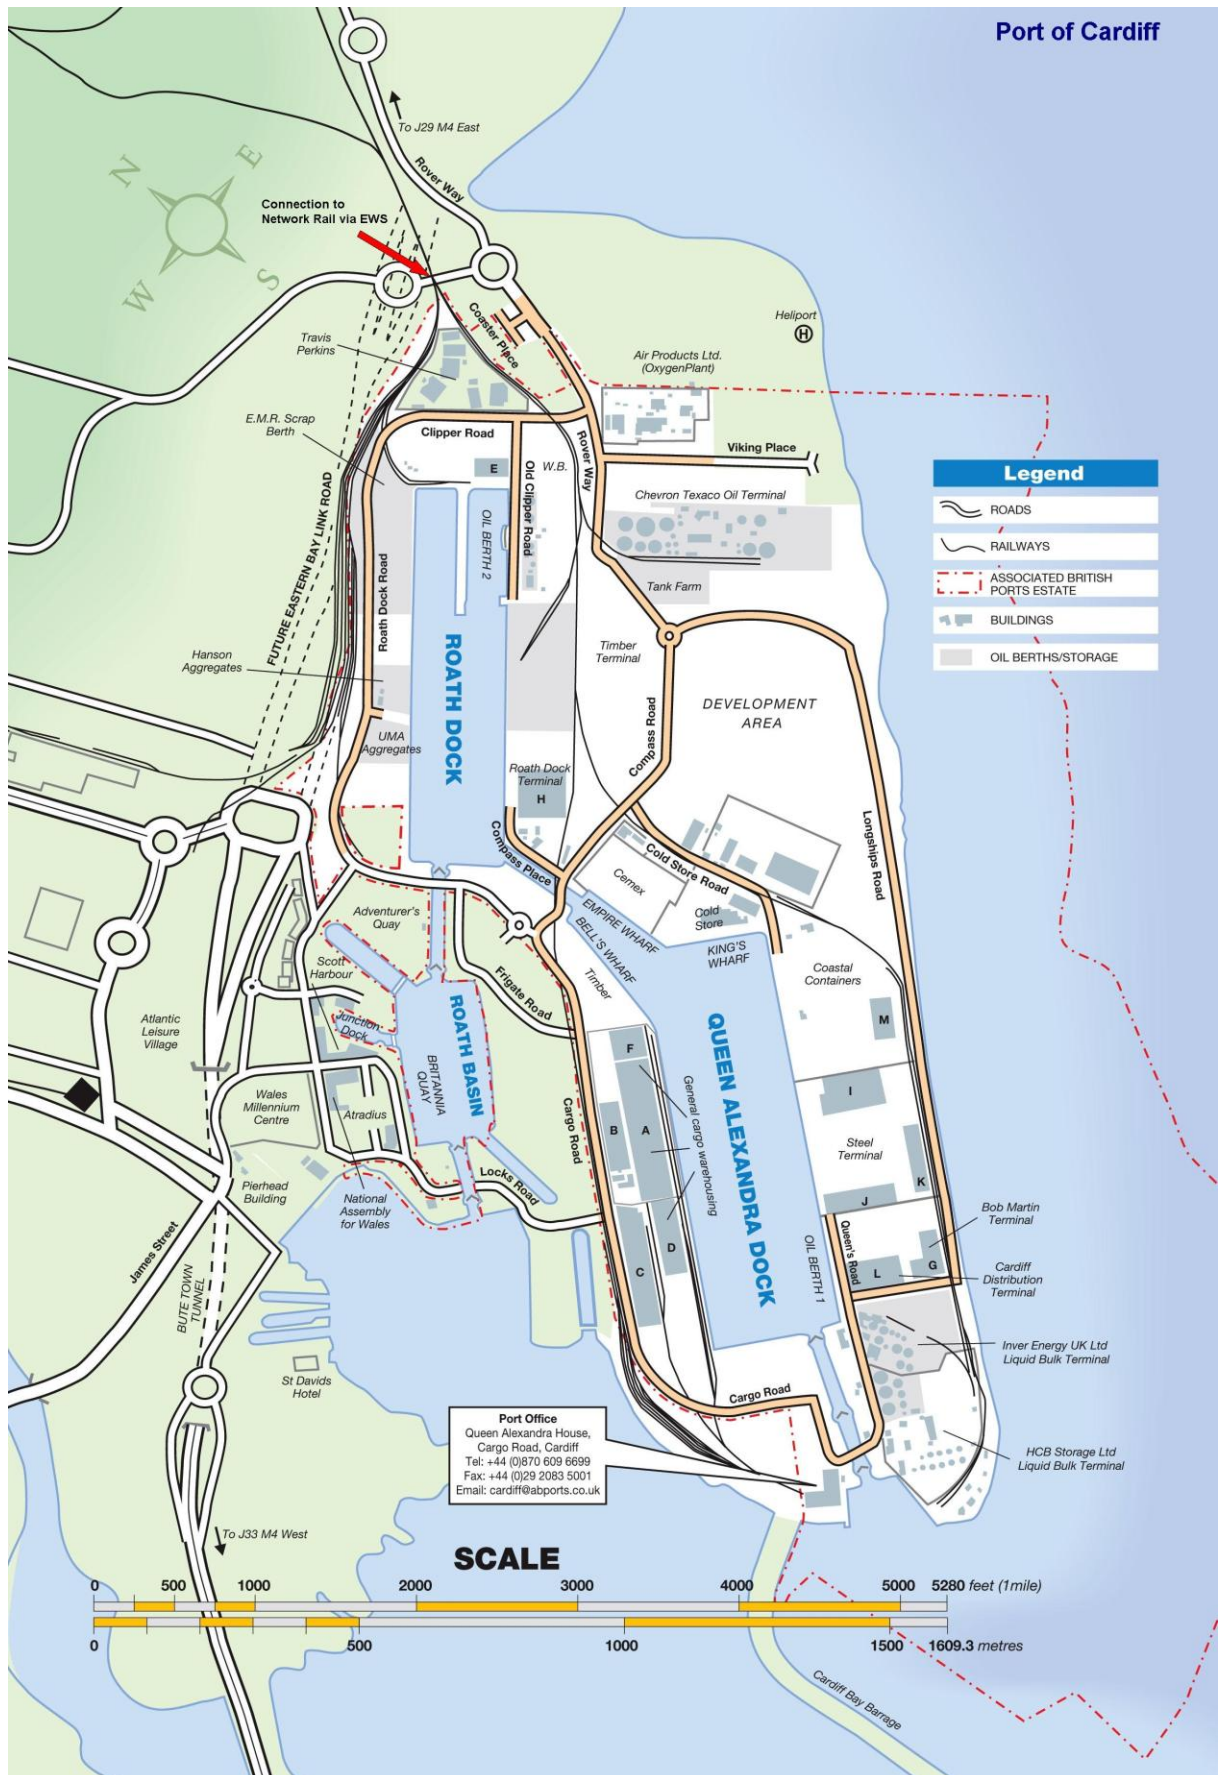 Port of Cardiff
To J29 M4 East
Rover Way
N
E
W
S
Connection to
Network Rail via EWS
Coaster Place
Heliport
H
Travis
Perkins
Air Products Ltd.
(OxygenPlant)
E.M.R. Scrap
Berth
Clipper Road
Rover Way
Viking Place
E
Old Clipper Road
W.B.
Chevron Texaco Oil Terminal
OIL BERTH 2
Tank Farm
Legend
ROADS
RAILWAYS
ASSOCIATED BRITISH
PORTS ESTATE
BUILDINGS
OIL BERTHS/STORAGE
FUTURE EASTERN BAY LINK ROAD
Roath Dock Road
Hanson
Aggregates
ROATH DOCK
Timber
Terminal
DEVELOPMENT
AREA
Compass Road
UMA
Aggregates
Roath Dock
Terminal
H
Compass Place
Cold Store Road
Cemex
Longships Road
Adventurer's
Quay
EMPIRE WHARF
BELL'S WHARF
Cold
Store
KING'S
WHARF
Scott
Harbour
Timber
Frigate Road
Coastal
Containers
Atlantic
Leisure
Village
Junction
Dock
ROATH BASIN
BRITANNIA
QUAY
QUEEN ALEXANDRA DOCK
M
F
General cargo warehousing
I
Wales
Millennium
Centre
Atradius
Cargo Road
B
A
Steel
Terminal
K
Locks Road
Pierhead
Building
National
Assembly
for Wales
J
Bob Martin
Terminal
James Street
D
C
OIL BERTH 1
Queen's Road
L
G
Cardiff
Distribution
Terminal
BUTE TOWN
TUNNEL
Inver Energy UK Ltd
Liquid Bulk Terminal
St Davids
Hotel
Cargo Road
Port Office
Queen Alexandra House,
Cargo Road, Cardiff
Tel: +44 (0)870 609 6699
Fax: +44 (0)29 2083 5001
Email: cardiff@abports.co.uk
HCB Storage Ltd
Liquid Bulk Terminal
To J33 M4 West
SCALE
0 500 1000 2000 3000 4000 5000 5280 feet (1mile)
0 500 1000 1500 1609.3 metres
Cardiff Bay Barrage